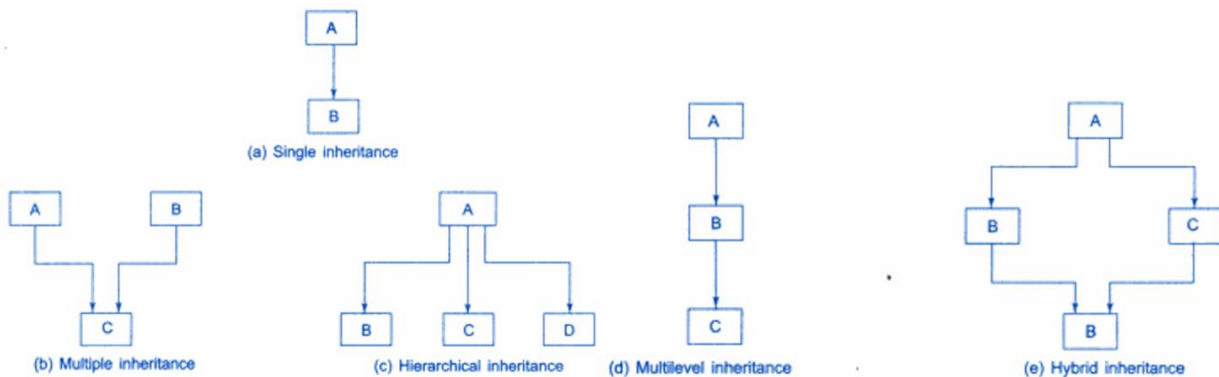 A
B
(a) Single inheritance
A B
C
(b) Multiple inheritance
A
B C D
(c) Hierarchical inheritance
A
B
C
(d) Multilevel inheritance
A
B C
B
(e) Hybrid inheritance